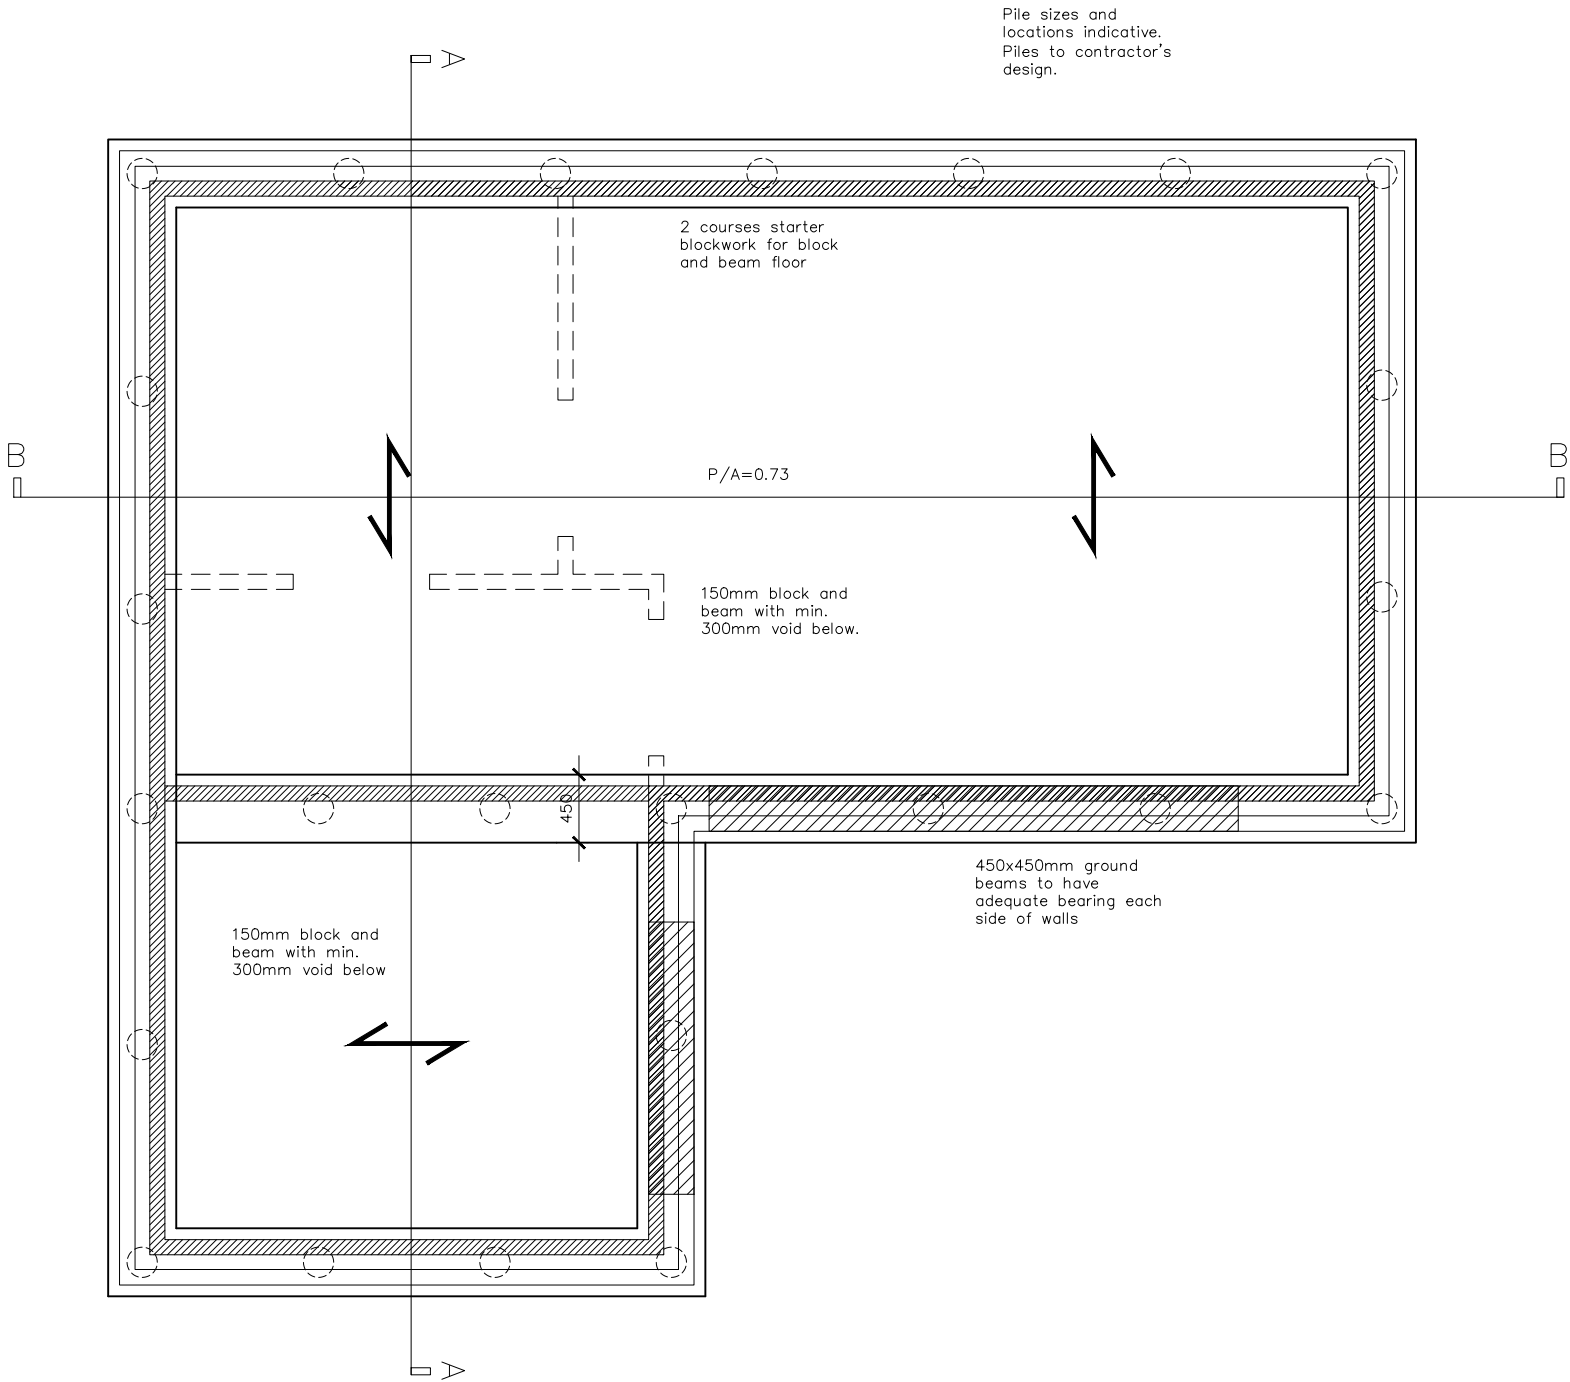 Pile sizes and
locations indicative.
Piles to contractor's
design.
A
2 courses starter
blockwork for block
and beam floor
B
B
P/A=0.73
150mm block and
beam with min.
300mm void below.
450
450x450mm ground
beams to have
adequate bearing each
side of walls
150mm block and
beam with min.
300mm void below
A